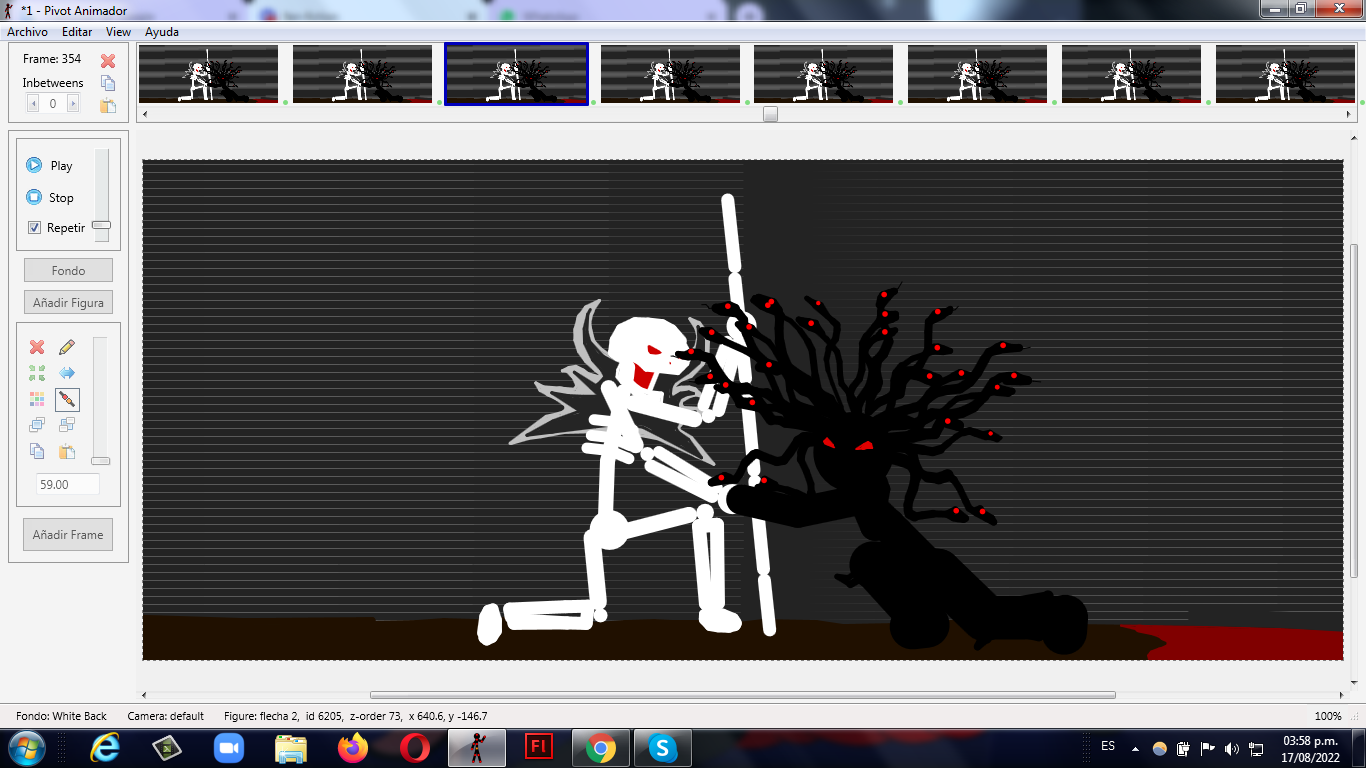 *1 - Pivot Animador
Archivo Editar View Ayuda
Frame: 354
Inbetweens
0
Play
Stop
Repetir
Fondo
Añadir Figura
59.00
Añadir Frame
Fondo: White Back Camera: default Figure: flecha 2, id 6205, z-order 73, x 640.6, y -146.7 100%
Fl
ES
03:58 p.m.
17/08/2022